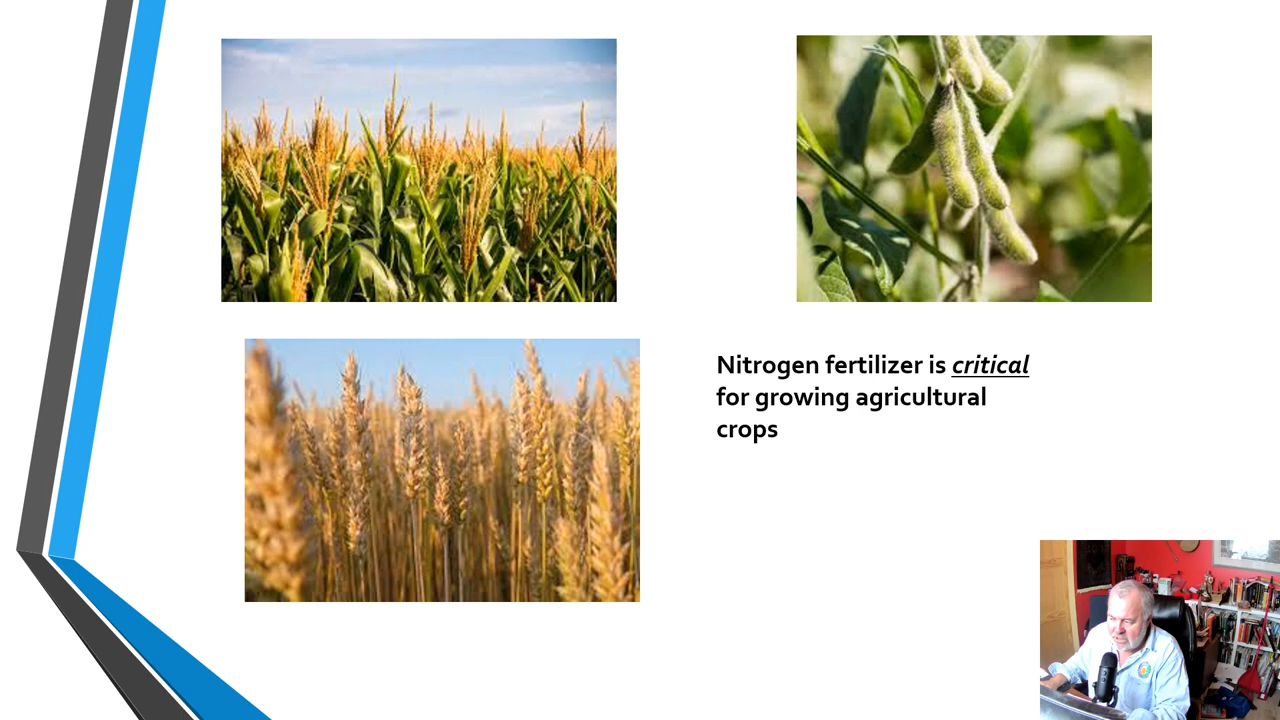 Nitrogen fertilizer is critical
for growing agricultural
crops